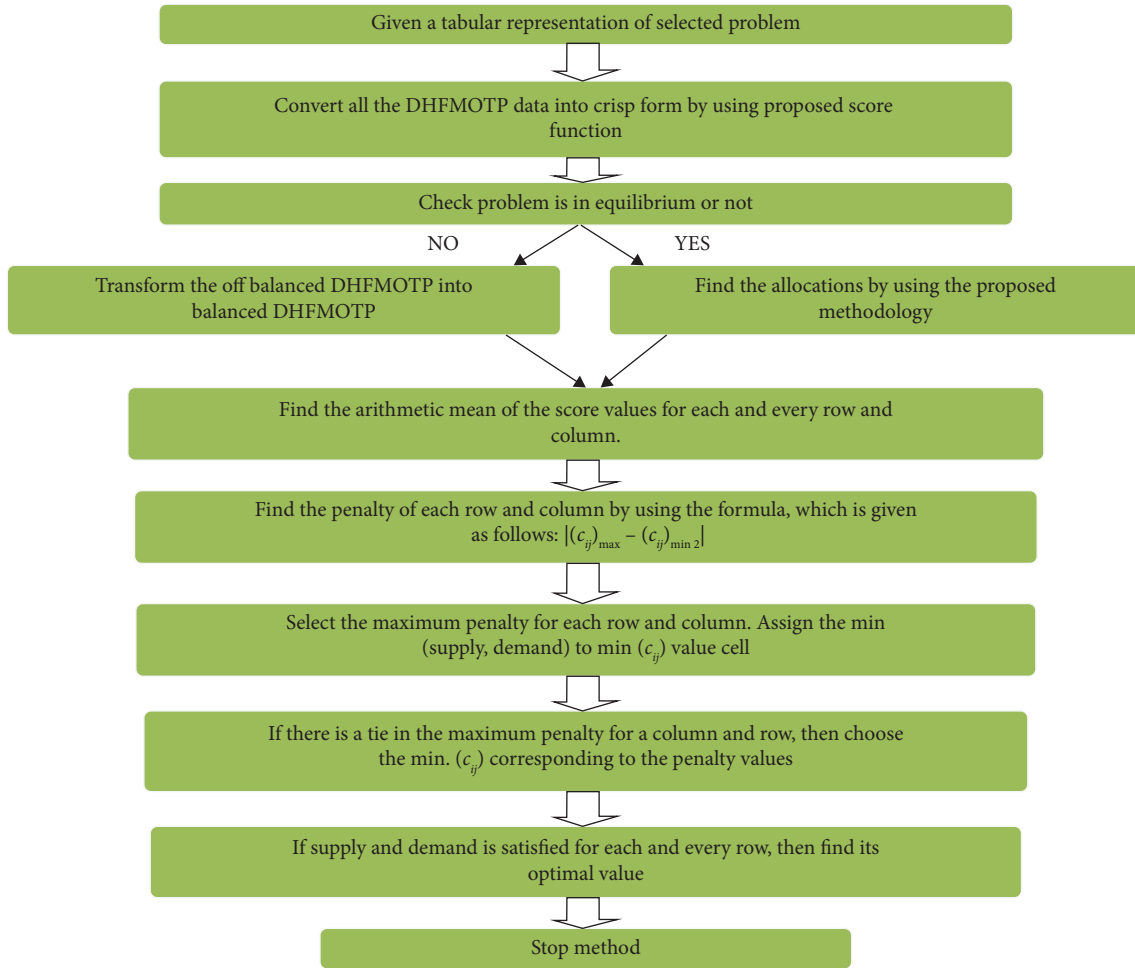 Given a tabular representation of selected problem
Convert all the DHFMOTP data into crisp form by using proposed score
function
Check problem is in equilibrium or not
NO
YES
Transform the off balanced DHFMOTP into
balanced DHFMOTP
Find the allocations by using the proposed
methodology
Find the arithmetic mean of the score values for each and every row and
column.
Find the penalty of each row and column by using the formula, which is given
as follows: |(c_ij)_max – (c_ij)_min 2|
Select the maximum penalty for each row and column. Assign the min
(supply, demand) to min (c_ij) value cell
If there is a tie in the maximum penalty for a column and row, then choose
the min. (c_ij) corresponding to the penalty values
If supply and demand is satisfied for each and every row, then find its
optimal value
Stop method